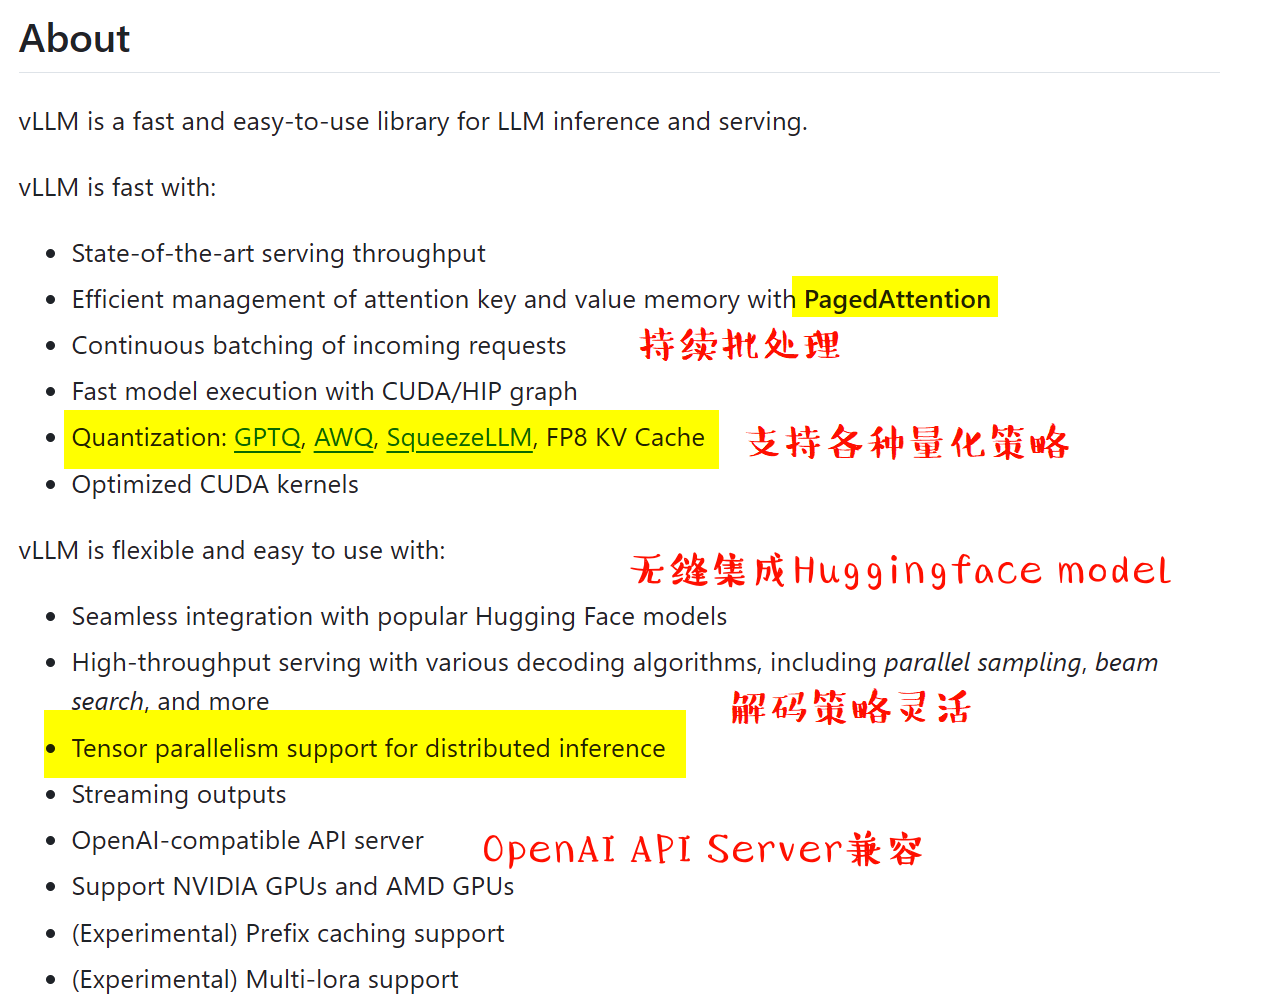 About
vLLM is a fast and easy-to-use library for LLM inference and serving.
vLLM is fast with:
State-of-the-art serving throughput
Efficient management of attention key and value memory with PagedAttention
Continuous batching of incoming requests 持续批处理
Fast model execution with CUDA/HIP graph
Quantization: GPTQ, AWQ, SqueezeLLM, FP8 KV Cache 支持各种量化策略
Optimized CUDA kernels
vLLM is flexible and easy to use with:
无缝集成Huggingface model
Seamless integration with popular Hugging Face models
High-throughput serving with various decoding algorithms, including parallel sampling, beam
search, and more 解码策略灵活
Tensor parallelism support for distributed inference
Streaming outputs
OpenAI-compatible API server OpenAI API Server兼容
Support NVIDIA GPUs and AMD GPUs
(Experimental) Prefix caching support
(Experimental) Multi-lora support